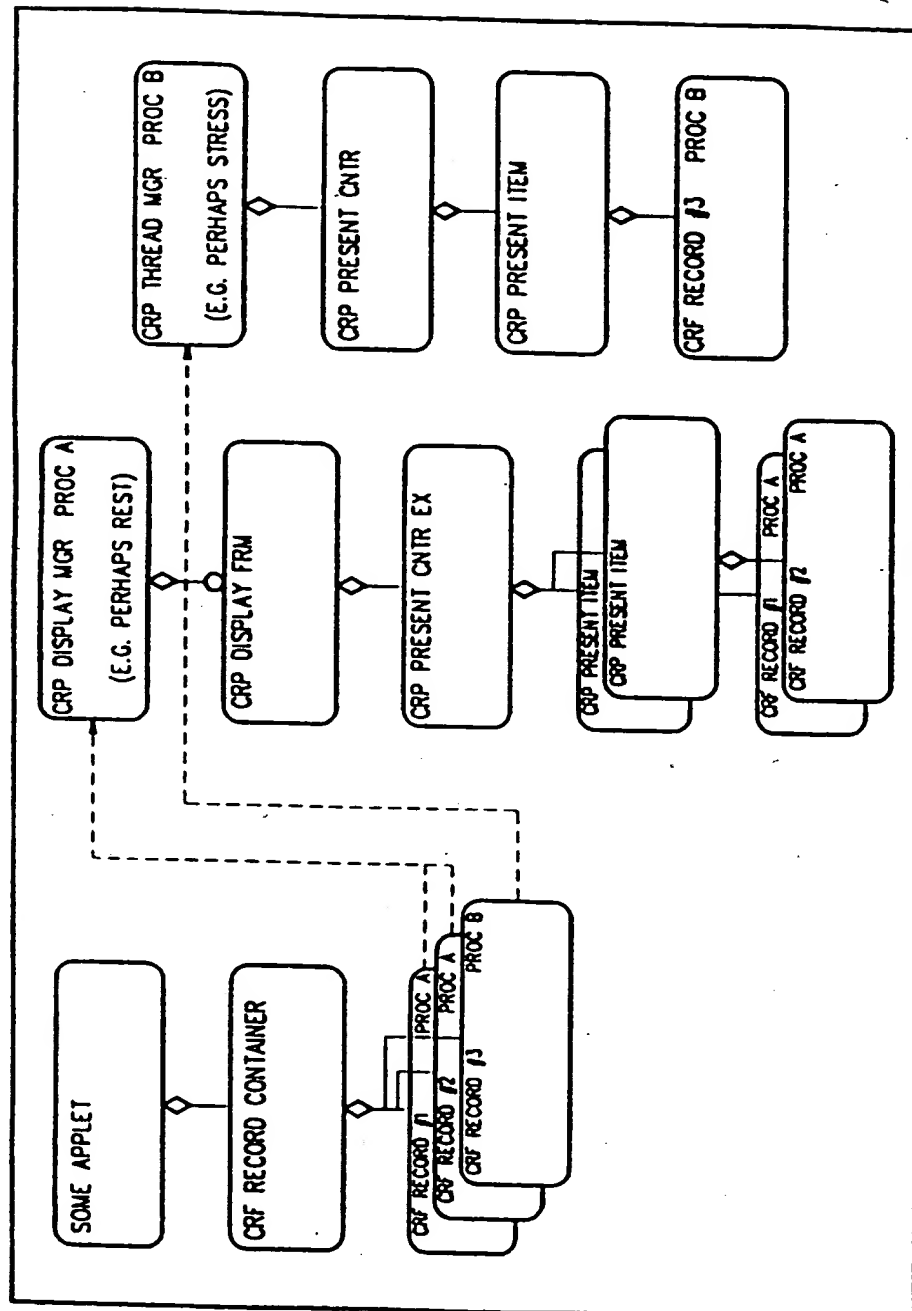 SOME APPLET
CRF RECORD CONTAINER
CRF RECORD #1 PROC A
CRF RECORD #2 PROC A
CRF RECORD #3 PROC B
CRP DISPLAY MGR PROC A
(E.G. PERHAPS REST)
CRP DISPLAY FRM
CRP PRESENT CNTR EX
CRP PRESENT ITEM
CRP PRESENT ITEM
CRF RECORD #1 PROC A
CRF RECORD #2 PROC A
CRP THREAD MGR PROC B
(E.G. PERHAPS STRESS)
CRP PRESENT CNTR
CRP PRESENT ITEM
CRF RECORD #3 PROC B